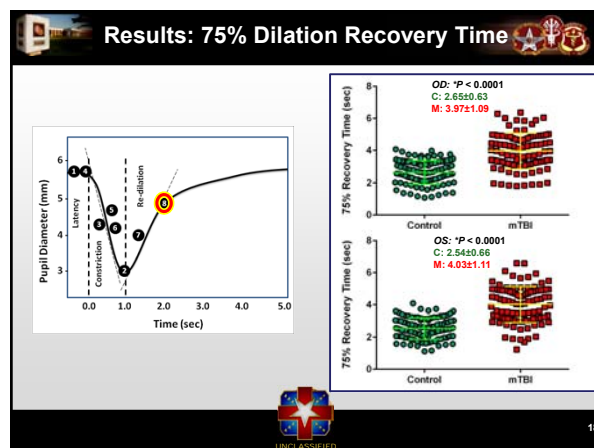 Results: 75% Dilation Recovery Time
OD: *P < 0.0001
C: 2.65±0.63
M: 3.97±1.09
75% Recovery Time (sec)
8
6
4
2
0
Control
mTBI
OS: *P < 0.0001
C: 2.54±0.66
M: 4.03±1.11
75% Recovery Time (sec)
8
6
4
2
0
Control
mTBI
Pupil Diameter (mm)
6
5
4
3
Latency
Constriction
Re-dilation
1
4
3
5
6
2
7
0.0 1.0 2.0 3.0 4.0 5.0
Time (sec)
UNCLASSIFIED